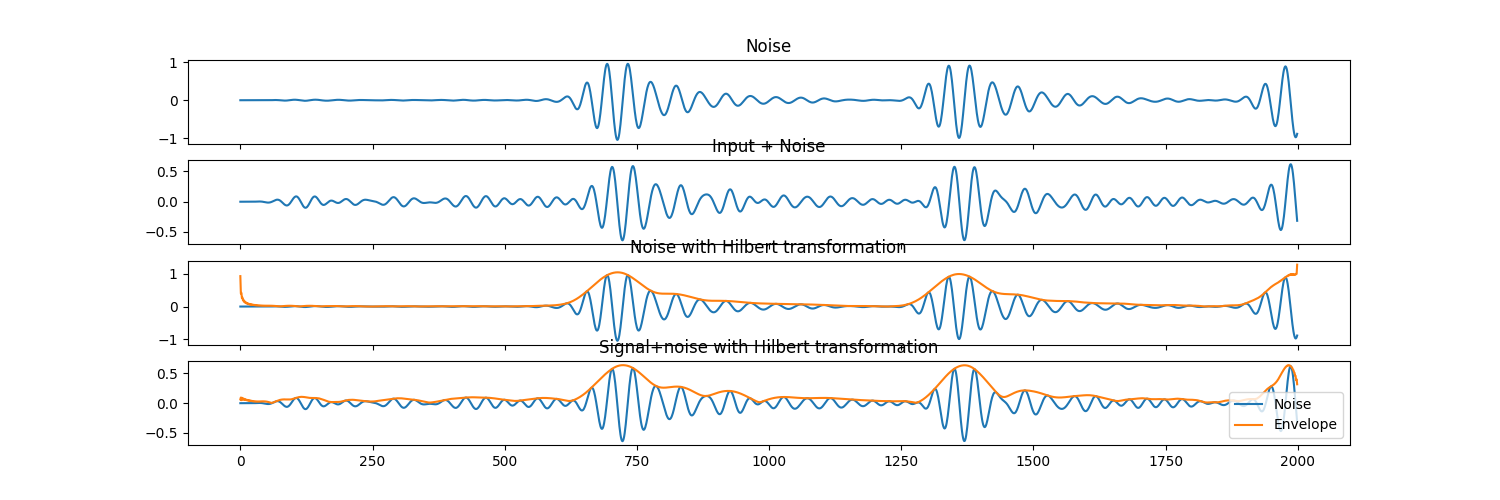 Noise
1
0
−1
Input + Noise
0.5
0.0
−0.5
Noise with Hilbert transformation
1
0
−1
Signal+noise with Hilbert transformation
0.5
0.0
−0.5
Noise
Envelope
0 250 500 750 1000 1250 1500 1750 2000